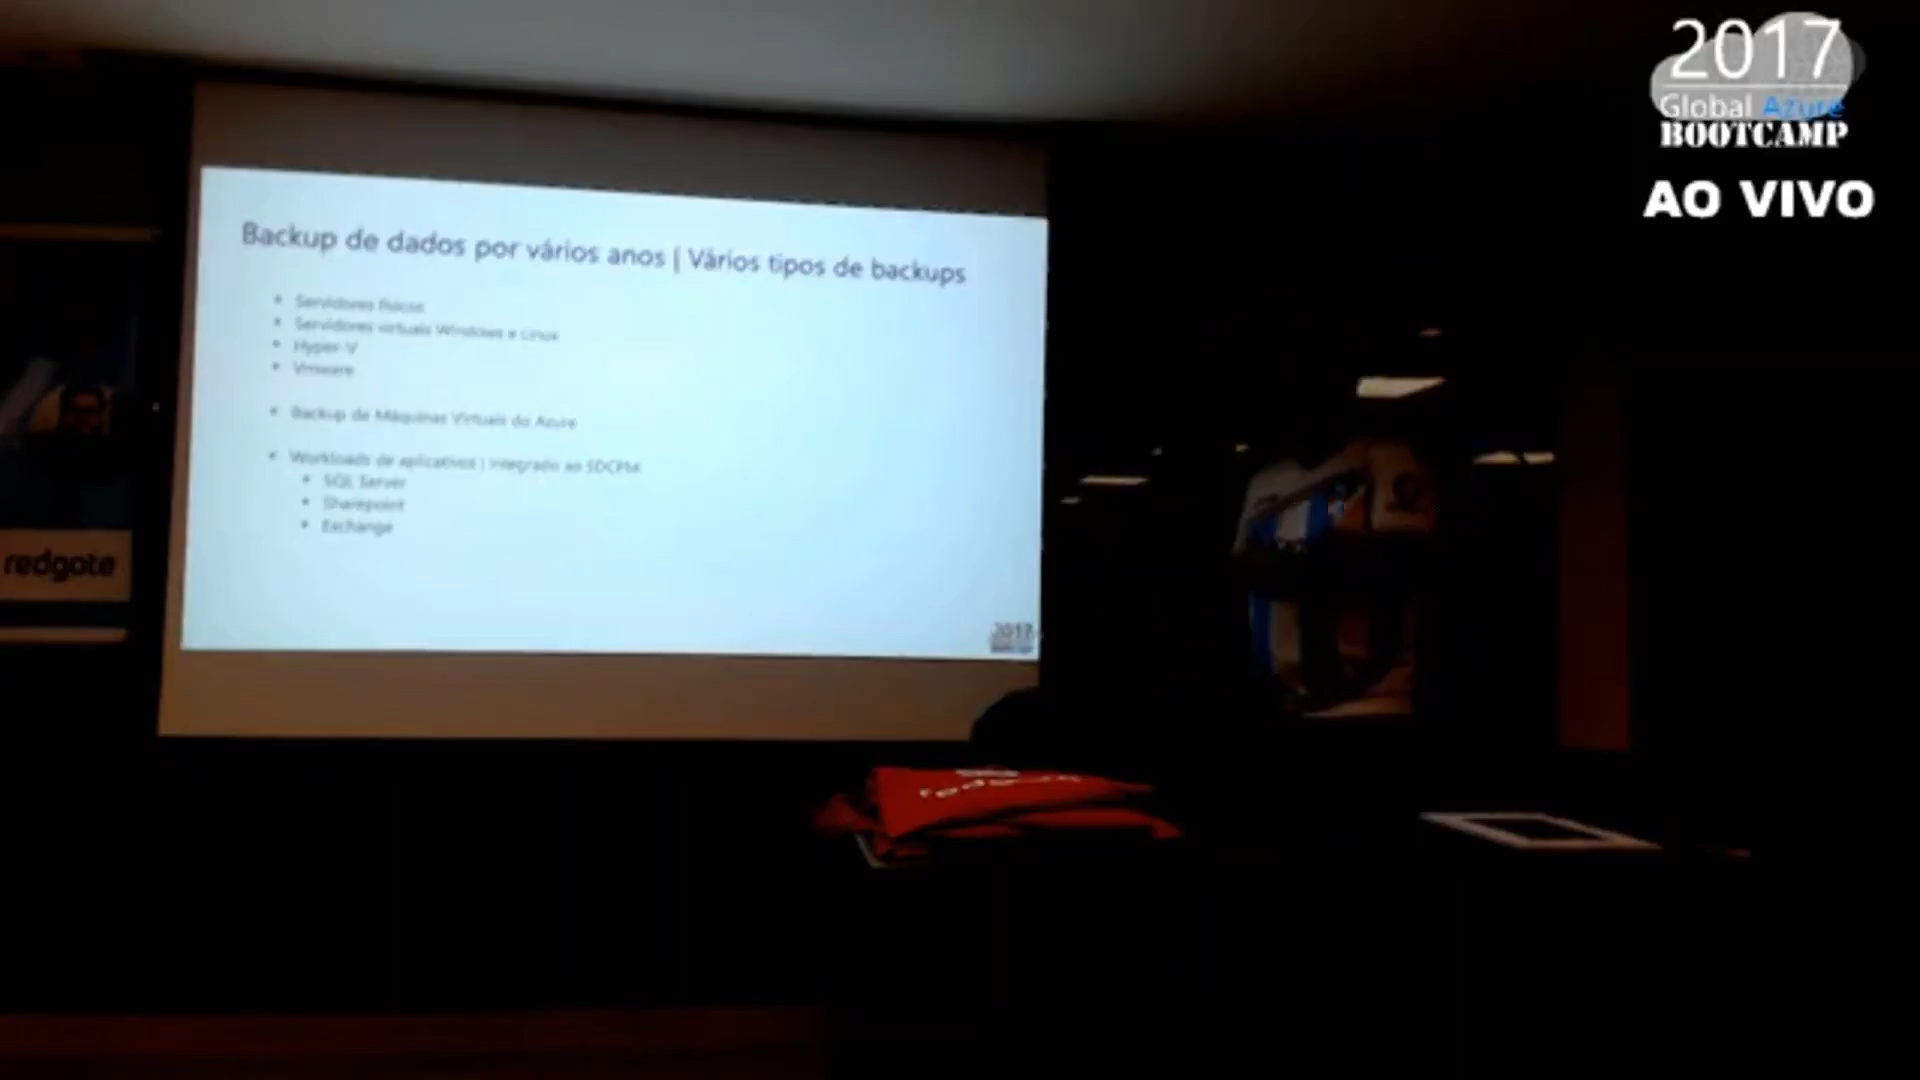 2017
Global Azure
BOOTCAMP
AO VIVO
Backup de dados por vários anos | Vários tipos de backups
Servidores físicos
Servidores virtuais Windows e Linux
Hyper-V
Vmware
Backup de Máquinas Virtuais do Azure
Workloads de aplicativos | Integrado ao SDCPM
SQL Server
Sharepoint
Exchange
2017
redgate